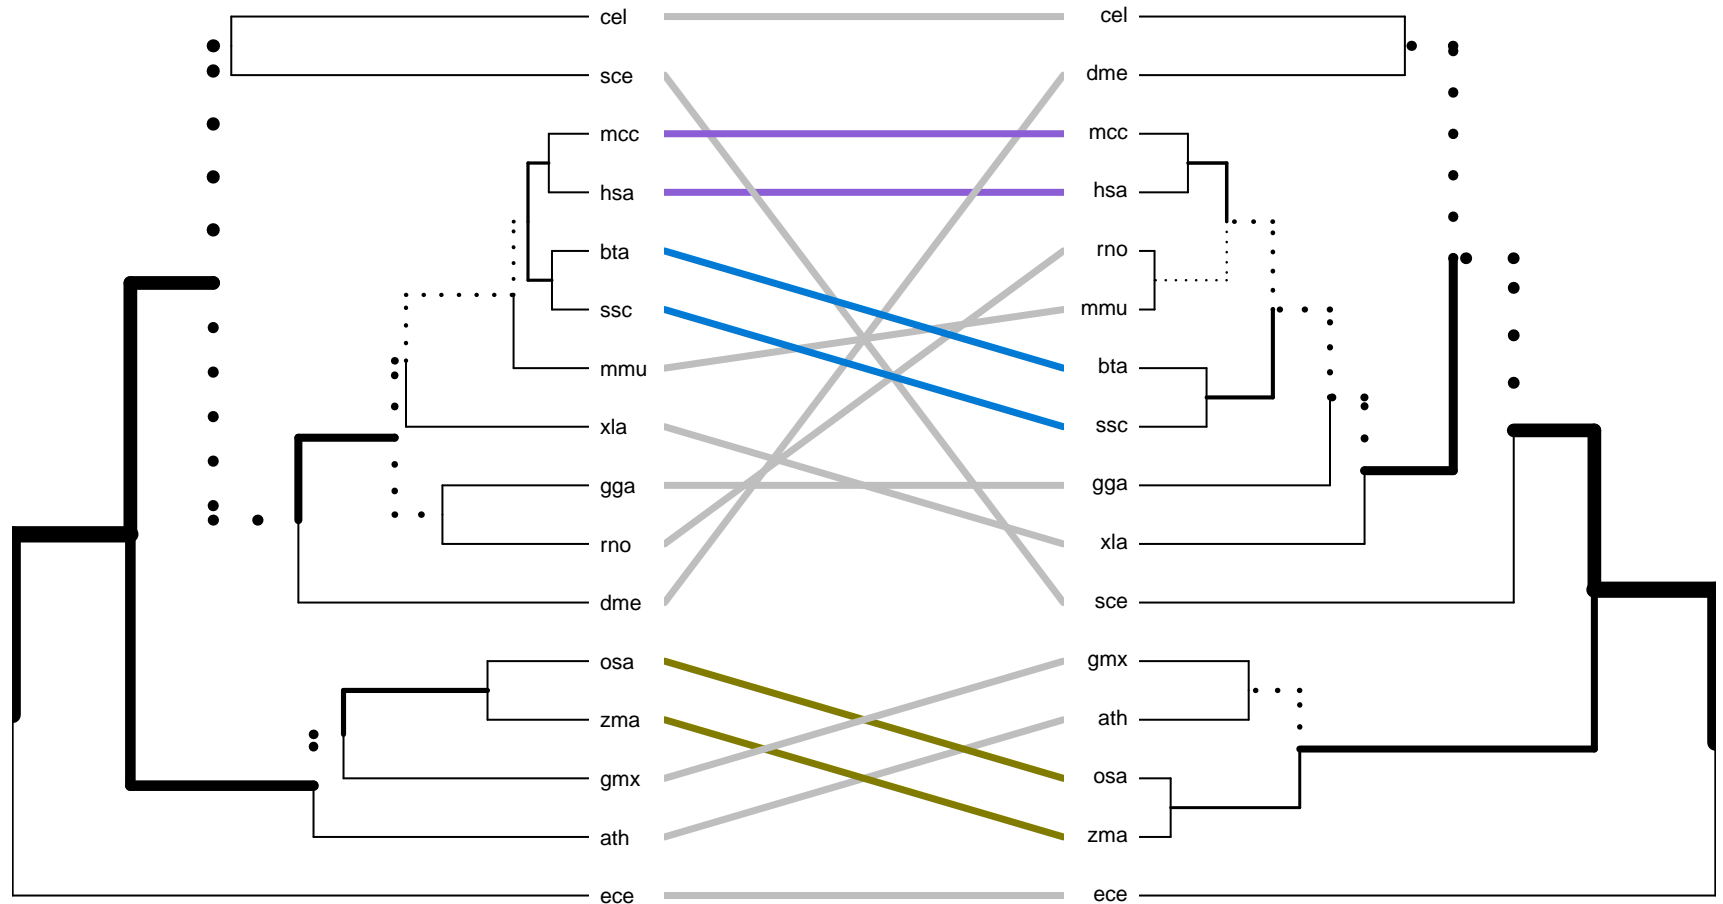 cel cel
sce dme
mcc mcc
hsa hsa
bta rno
ssc mmu
mmu bta
xla ssc
gga gga
rno xla
dme sce
osa gmx
zma ath
gmx osa
ath zma
ece ece